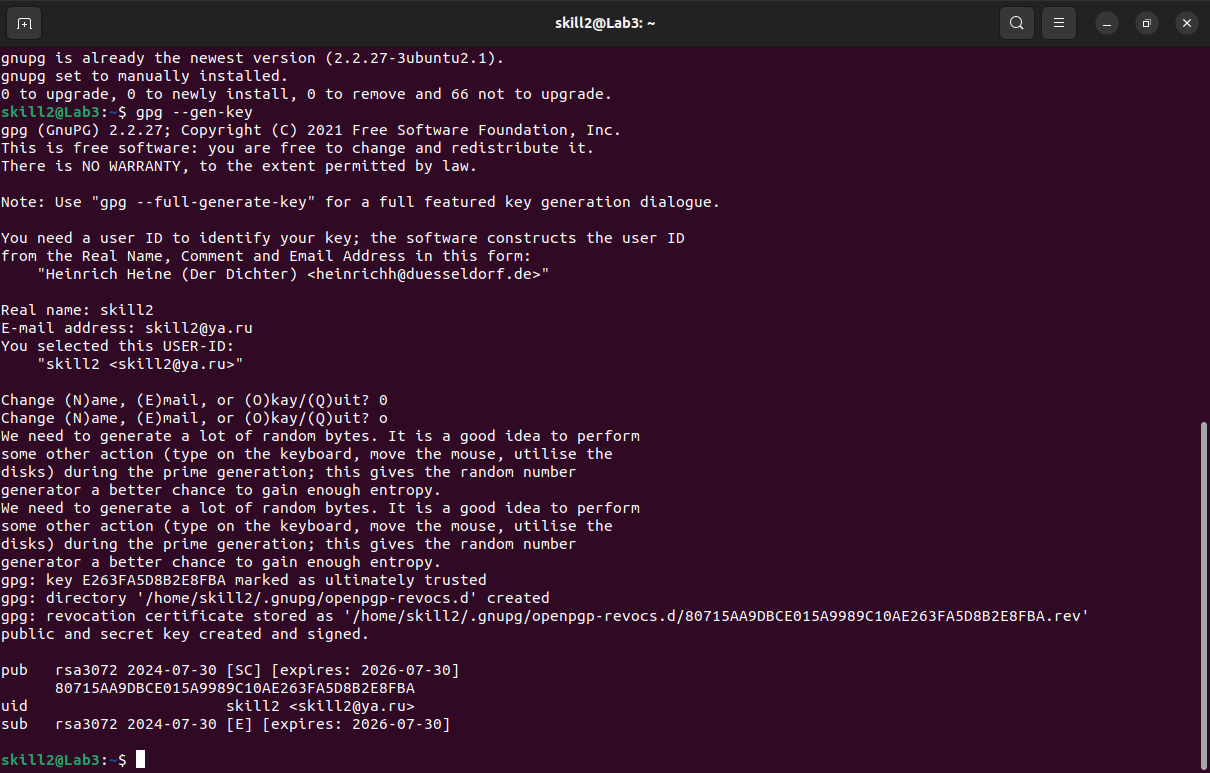 skill2@Lab3: ~
gnupg is already the newest version (2.2.27-3ubuntu2.1).
gnupg set to manually installed.
0 to upgrade, 0 to newly install, 0 to remove and 66 not to upgrade.
skill2@Lab3:~$ gpg --gen-key
gpg (GnuPG) 2.2.27; Copyright (C) 2021 Free Software Foundation, Inc.
This is free software: you are free to change and redistribute it.
There is NO WARRANTY, to the extent permitted by law.
Note: Use "gpg --full-generate-key" for a full featured key generation dialogue.
You need a user ID to identify your key; the software constructs the user ID
from the Real Name, Comment and Email Address in this form:
    "Heinrich Heine (Der Dichter) <heinrichh@duesseldorf.de>"
Real name: skill2
E-mail address: skill2@ya.ru
You selected this USER-ID:
    "skill2 <skill2@ya.ru>"
Change (N)ame, (E)mail, or (O)kay/(Q)uit? 0
Change (N)ame, (E)mail, or (O)kay/(Q)uit? o
We need to generate a lot of random bytes. It is a good idea to perform
some other action (type on the keyboard, move the mouse, utilise the
disks) during the prime generation; this gives the random number
generator a better chance to gain enough entropy.
We need to generate a lot of random bytes. It is a good idea to perform
some other action (type on the keyboard, move the mouse, utilise the
disks) during the prime generation; this gives the random number
generator a better chance to gain enough entropy.
gpg: key E263FA5D8B2E8FBA marked as ultimately trusted
gpg: directory '/home/skill2/.gnupg/openpgp-revocs.d' created
gpg: revocation certificate stored as '/home/skill2/.gnupg/openpgp-revocs.d/80715AA9DBCE015A9989C10AE263FA5D8B2E8FBA.rev'
public and secret key created and signed.
pub   rsa3072 2024-07-30 [SC] [expires: 2026-07-30]
      80715AA9DBCE015A9989C10AE263FA5D8B2E8FBA
uid                      skill2 <skill2@ya.ru>
sub   rsa3072 2024-07-30 [E] [expires: 2026-07-30]
skill2@Lab3:~$